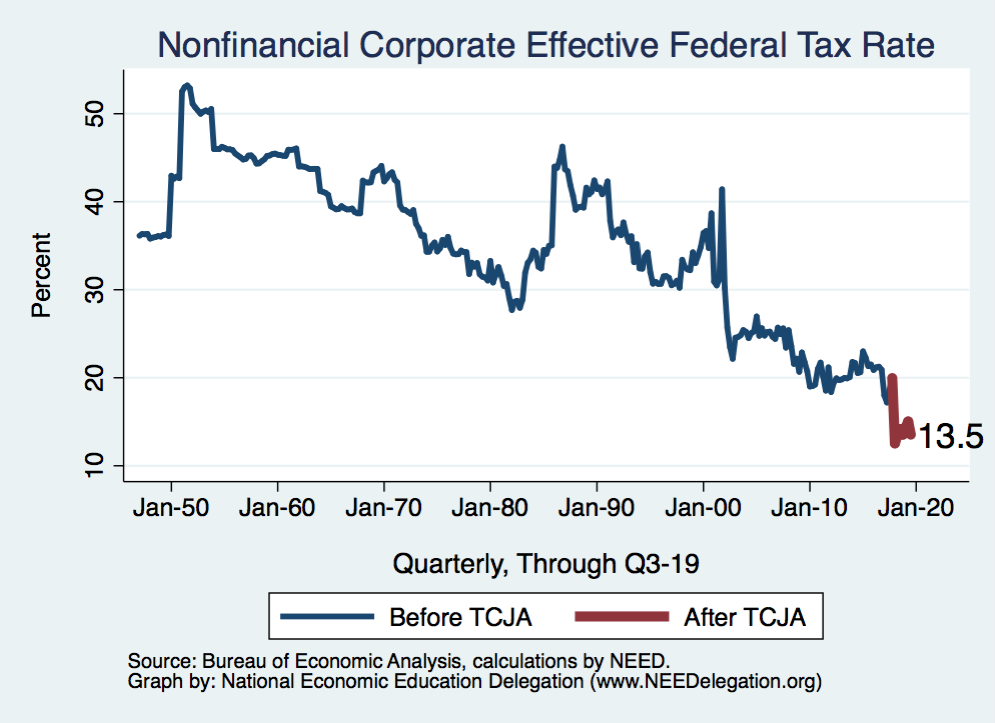 Nonfinancial Corporate Effective Federal Tax Rate
Percent
50
40
30
20
10
13.5
Jan-50 Jan-60 Jan-70 Jan-80 Jan-90 Jan-00 Jan-10 Jan-20
Quarterly, Through Q3-19
Before TCJA After TCJA
Source: Bureau of Economic Analysis, calculations by NEED.
Graph by: National Economic Education Delegation (www.NEEDelegation.org)